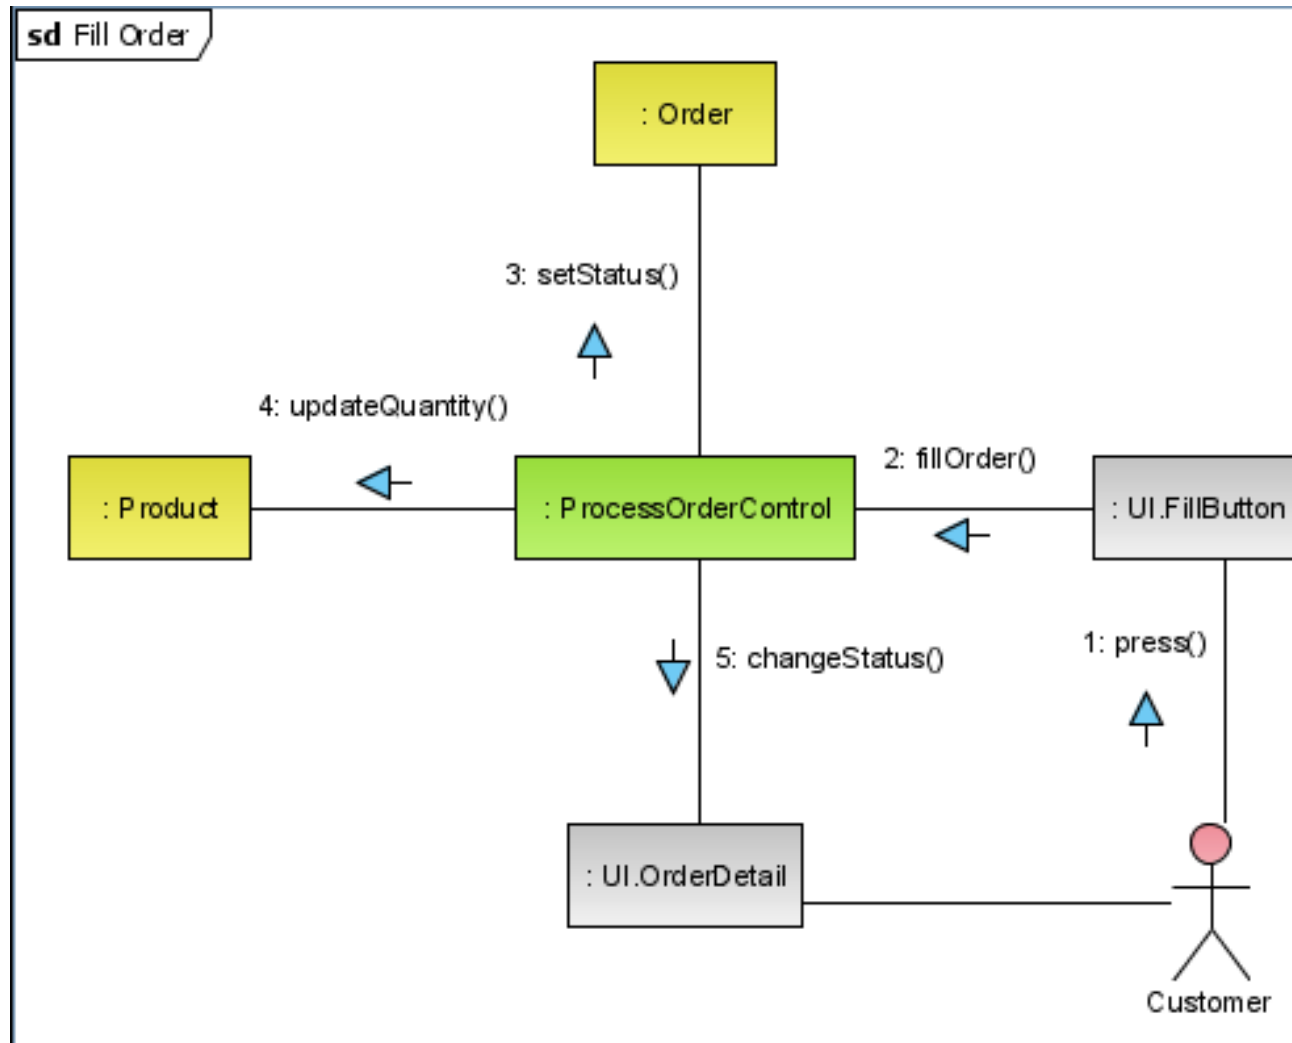 sd Fill Order
: Order
3: setStatus()
4: updateQuantity()
2: fillOrder()
: Product
: ProcessOrderControl
: UI.FillButton
1: press()
5: changeStatus()
: UI.OrderDetail
Customer